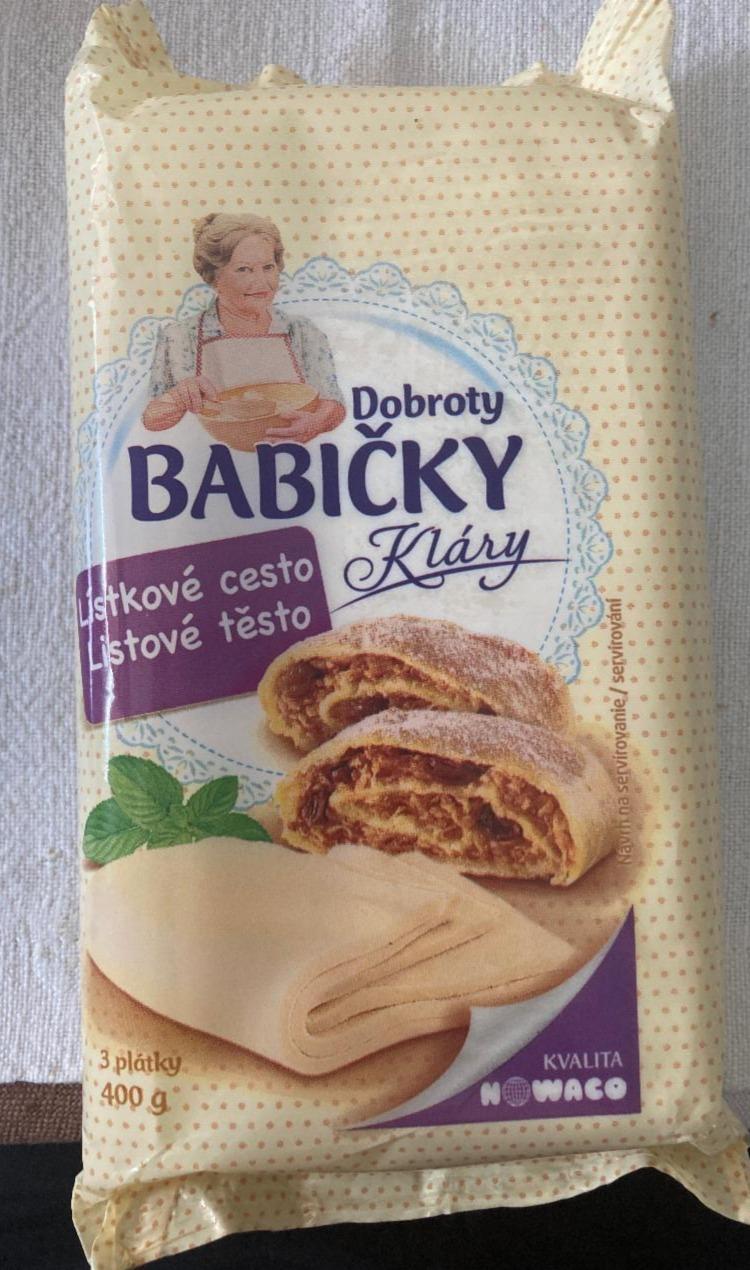 Dobroty
BABIČKY
Kláry
Lístkové cesto
Listové těsto
Návrh na servírovanie / servírování
3 plátky
400 g
KVALITA
NOWACO